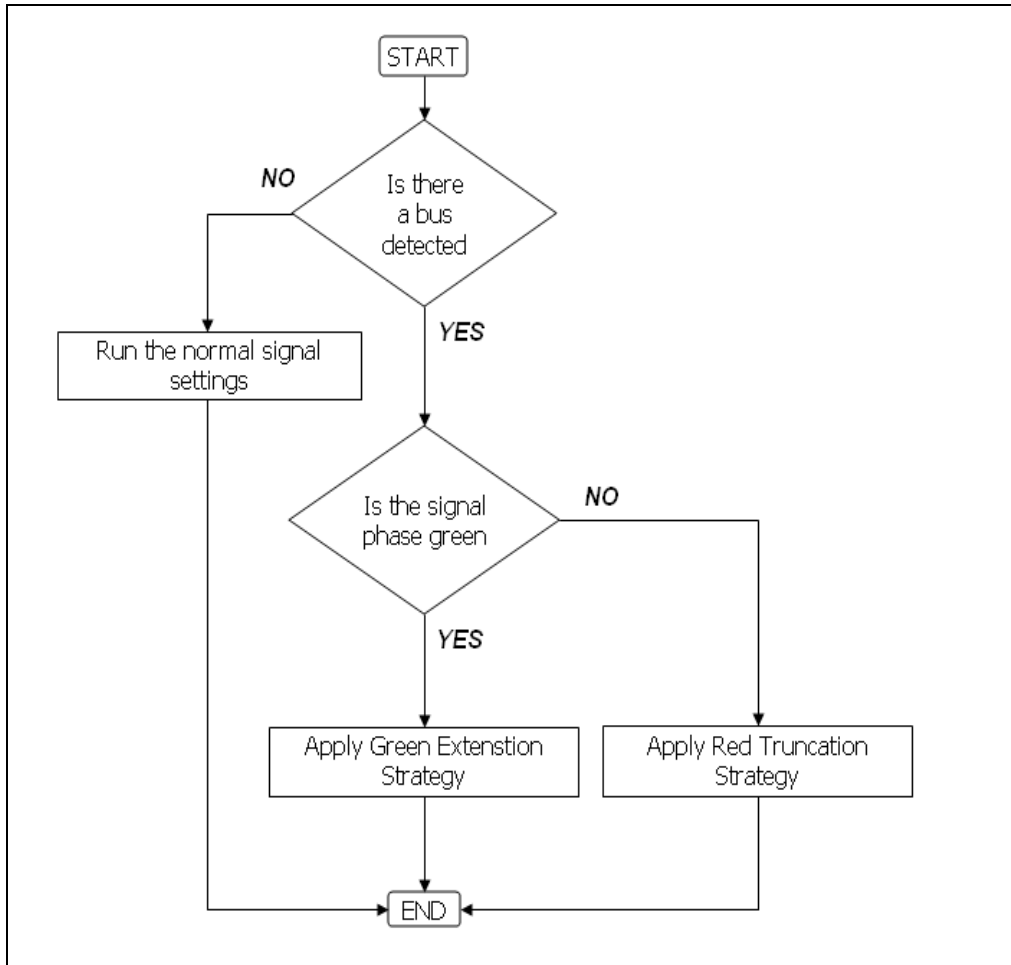 START
NO
Is there
a bus
detected
YES
Run the normal signal
settings
Is the signal
phase green
NO
YES
Apply Green Extenstion
Strategy
Apply Red Truncation
Strategy
END